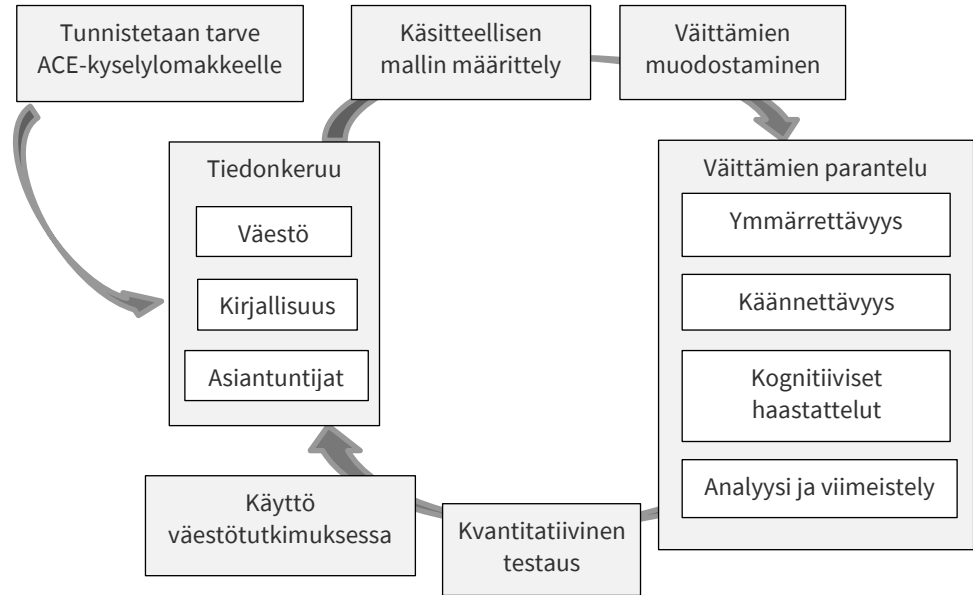 Tunnistetaan tarve
ACE-kyselylomakkeelle
Käsitteellisen
mallin määrittely
Väittämien
muodostaminen
Tiedonkeruu
Väestö
Kirjallisuus
Asiantuntijat
Väittämien parantelu
Ymmärrettävyys
Käännettävyys
Kognitiiviset
haastattelut
Analyysi ja viimeistely
Kvantitatiivinen
testaus
Käyttö
väestötutkimuksessa